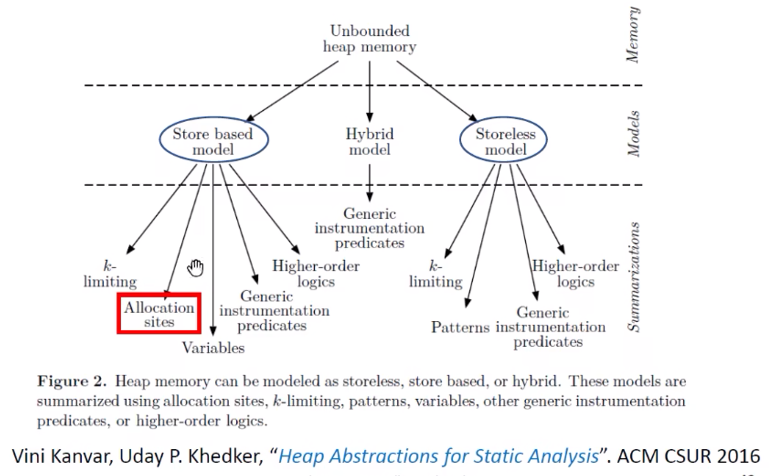 Unbounded
heap memory
Memory
Store based
model
Hybrid
model
Storeless
model
Models
k-
limiting
Allocation
sites
Variables
Generic
instrumentation
predicates
Higher-order
logics
Generic
instrumentation
predicates
k-
limiting
Patterns
Generic
instrumentation
predicates
Higher-order
logics
Summarizations
Figure 2. Heap memory can be modeled as storeless, store based, or hybrid. These models are
summarized using allocation sites, k-limiting, patterns, variables, other generic instrumentation
predicates, or higher-order logics.
Vini Kanvar, Uday P. Khedker, “Heap Abstractions for Static Analysis”. ACM CSUR 2016